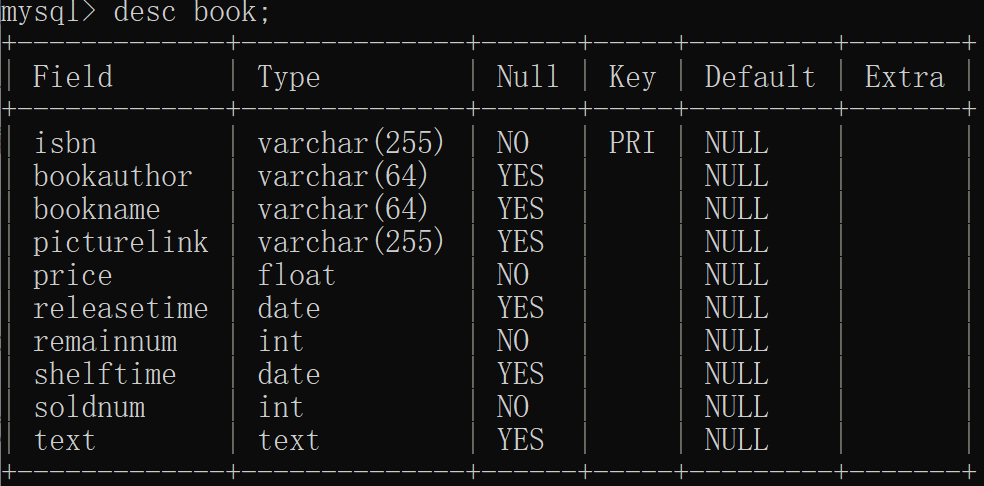 mysql> desc book;
+--------------+--------------+------+-----+---------+-------+
| Field        | Type         | Null | Key | Default | Extra |
+--------------+--------------+------+-----+---------+-------+
| isbn         | varchar(255) | NO   | PRI | NULL    |       |
| bookauthor   | varchar(64)  | YES  |     | NULL    |       |
| bookname     | varchar(64)  | YES  |     | NULL    |       |
| picturelink  | varchar(255) | YES  |     | NULL    |       |
| price        | float        | NO   |     | NULL    |       |
| releasetime  | date         | YES  |     | NULL    |       |
| remainnum    | int          | NO   |     | NULL    |       |
| shelftime    | date         | YES  |     | NULL    |       |
| soldnum      | int          | NO   |     | NULL    |       |
| text         | text         | YES  |     | NULL    |       |
+--------------+--------------+------+-----+---------+-------+